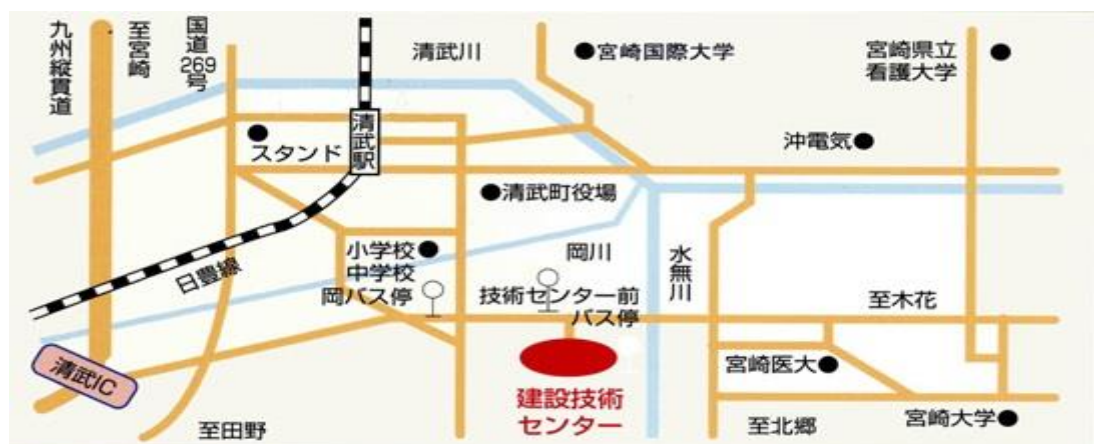 九州縦貫道
至宮崎
国道
269
号
清武川
宮崎国際大学
宮崎県立
看護大学
清武駅
スタンド
沖電気
清武町役場
小学校
中学校
岡バス停
岡川
水無川
日豊線
技術センター前
バス停
至木花
清武IC
宮崎医大
建設技術
センター
至田野
至北郷
宮崎大学